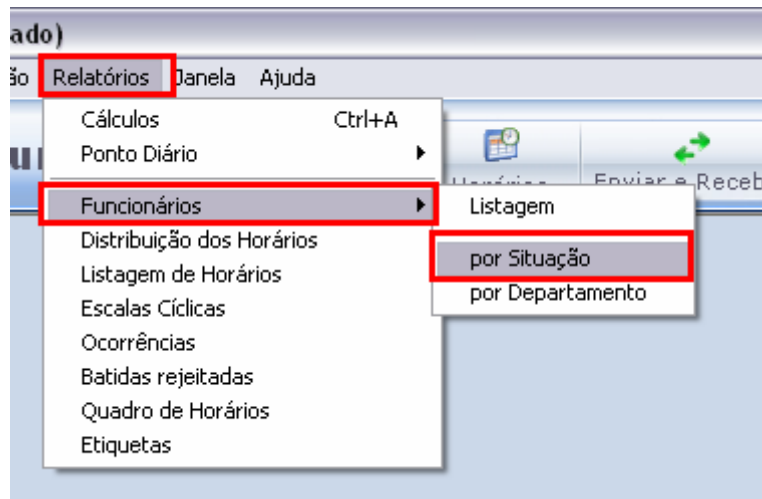 ado)
ão Relatórios Janela Ajuda
Cálculos Ctrl+A
Ponto Diário
Funcionários
Distribuição dos Horários
Listagem de Horários
Escalas Cíclicas
Ocorrências
Batidas rejeitadas
Quadro de Horários
Etiquetas
Horários Enviar e Receb
Listagem
por Situação
por Departamento